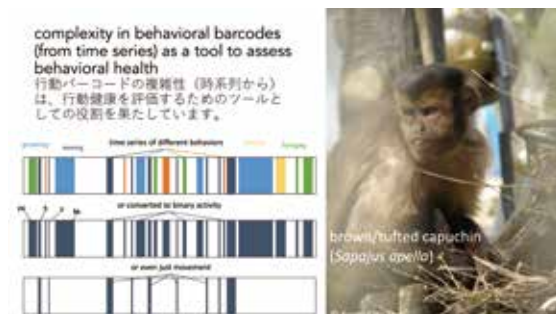 complexity in behavioral barcodes
(from time series) as a tool to assess
behavioral health
行動バーコードの複雑性（時系列から）
は、行動健康を評価するためのツールと
しての役割を果たしています。
time series of different behaviors
foraging
or converted to binary activity
or even just movement
brown/tufted capuchin
(Sapajus apella)